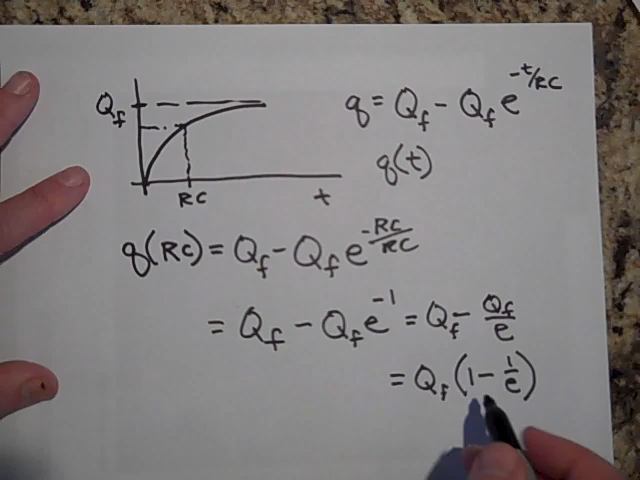 Q_f
RC t
q = Q_f - Q_f e^{-t/RC}
q(t)
q(RC) = Q_f - Q_f e^{-RC/RC}
= Q_f - Q_f e^{-1} = Q_f - Q_f/e
= Q_f (1 - 1/e)